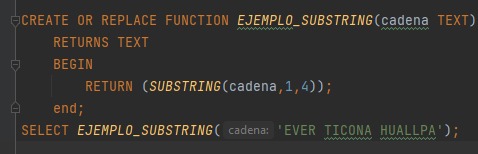 CREATE OR REPLACE FUNCTION EJEMPLO_SUBSTRING(cadena TEXT)
RETURNS TEXT
BEGIN
RETURN (SUBSTRING(cadena,1,4));
end;
SELECT EJEMPLO_SUBSTRING( cadena: 'EVER TICONA HUALLPA');